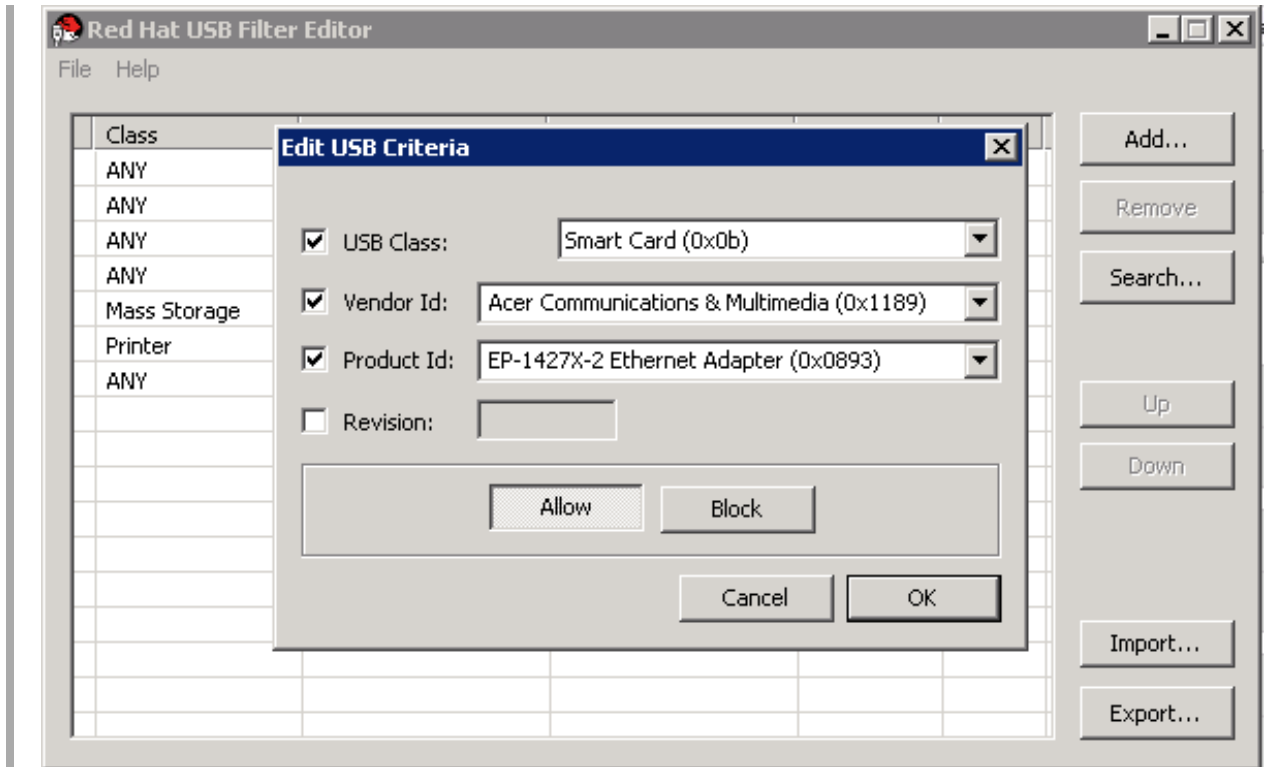 Red Hat USB Filter Editor
File Help
Class
Add...
Edit USB Criteria
ANY
ANY
Remove
ANY
USB Class: Smart Card (0x0b)
ANY
Search...
Mass Storage
Vendor Id: Acer Communications & Multimedia (0x1189)
Printer
Product Id: EP-1427X-2 Ethernet Adapter (0x0893)
ANY
Up
Revision:
Down
Allow Block
Cancel OK
Import...
Export...